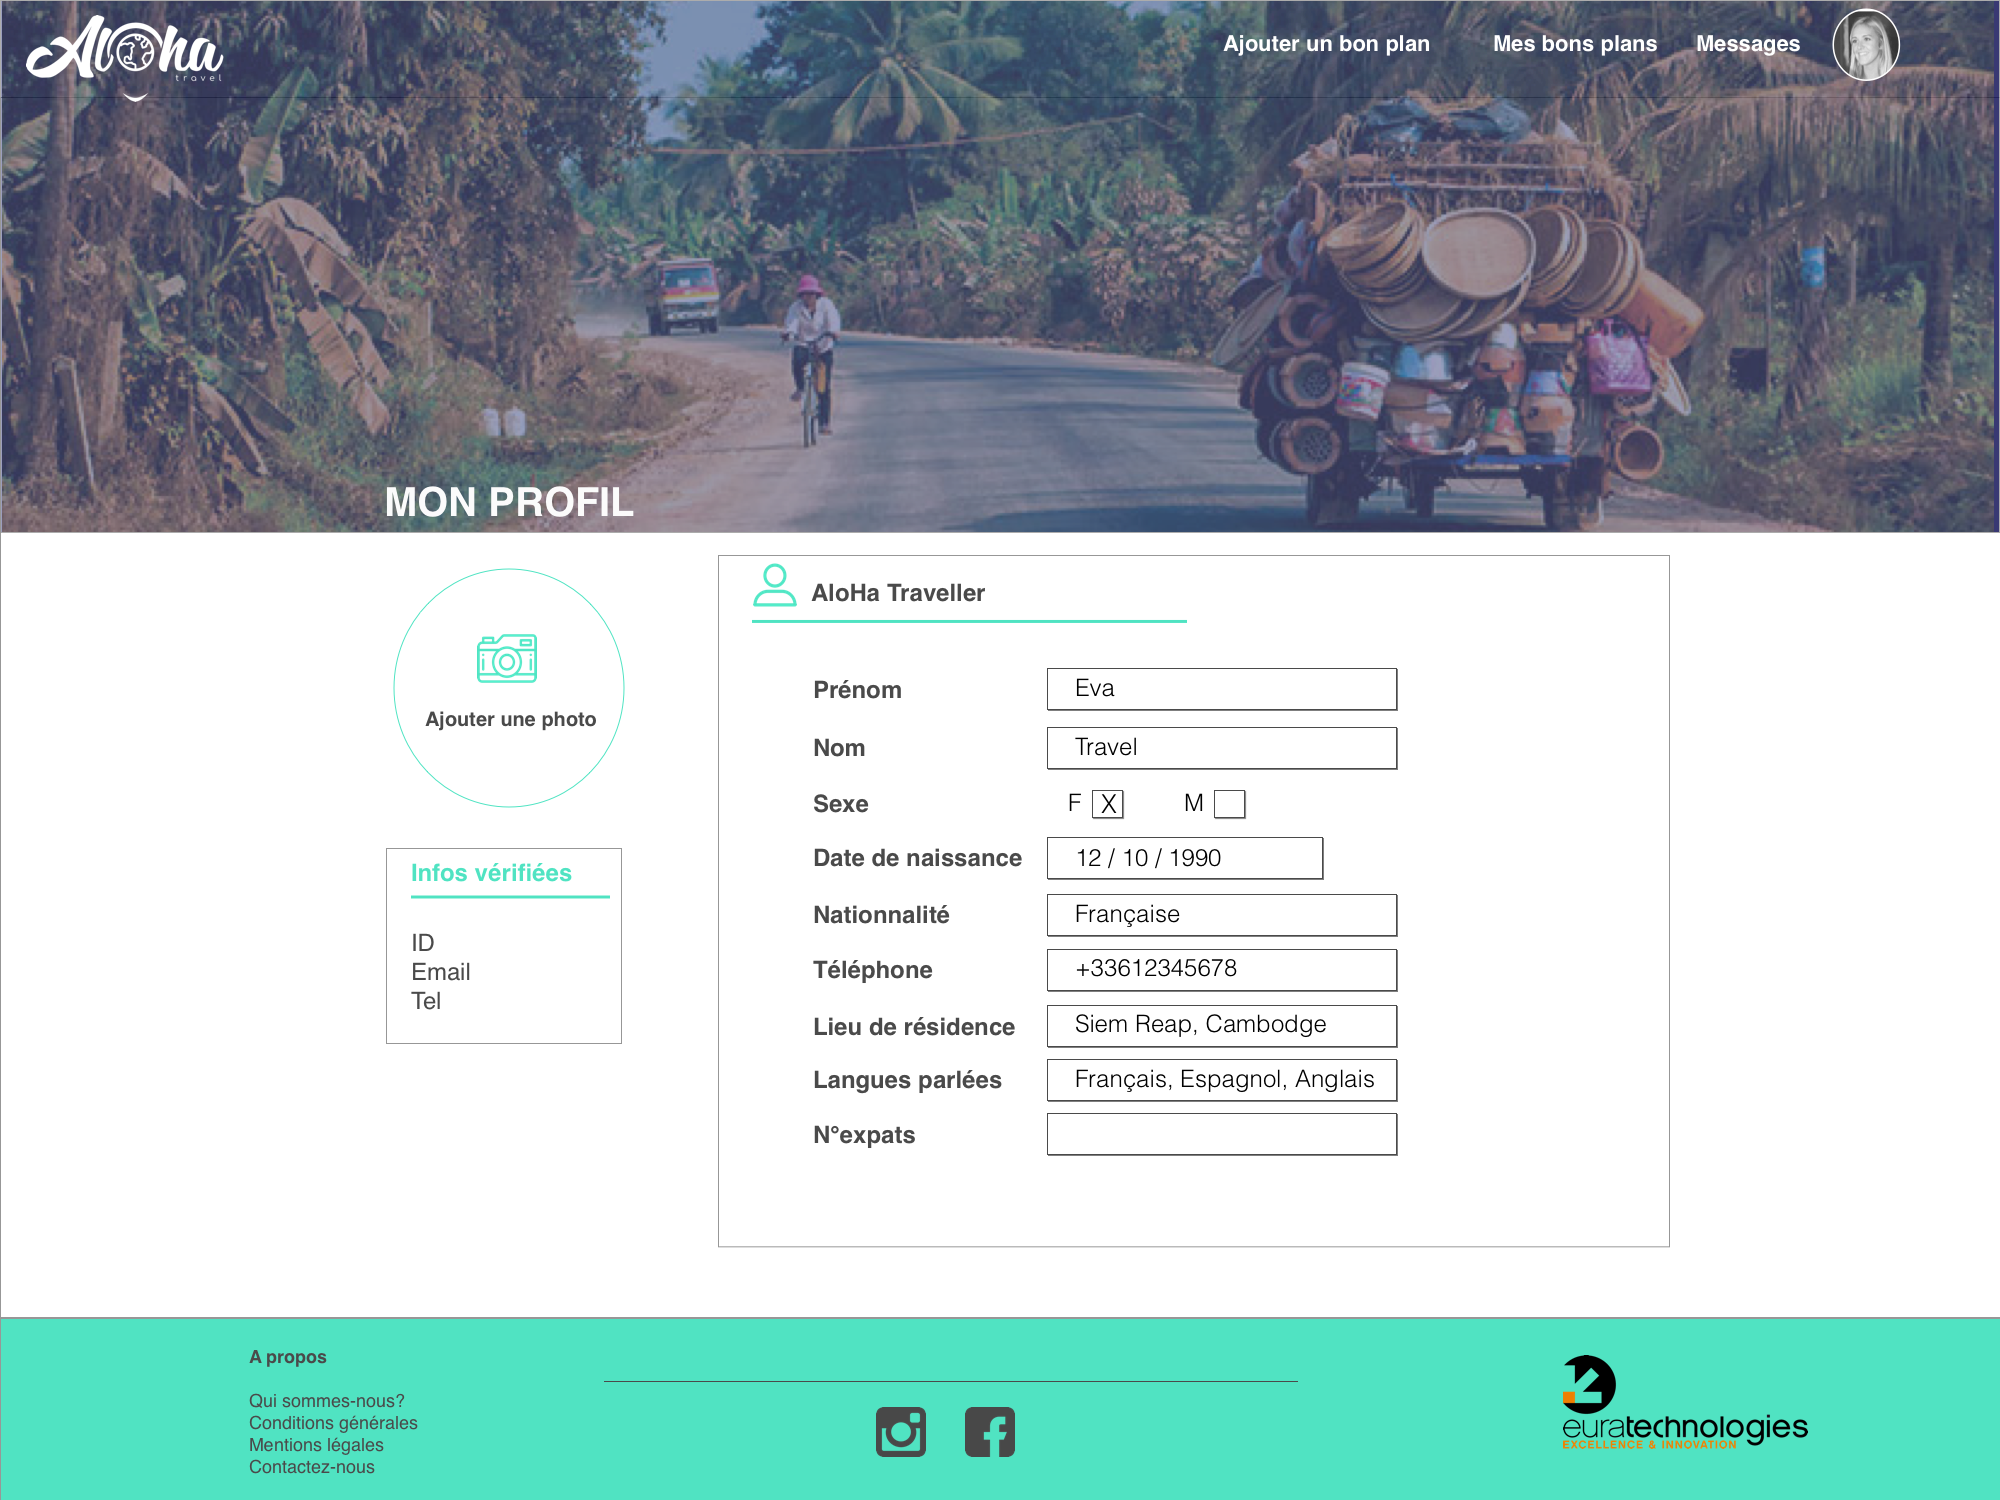 Aloha
travel
Ajouter un bon plan
Mes bons plans
Messages
MON PROFIL
Ajouter une photo
Infos vérifiées
ID
Email
Tel
AloHa Traveller
Prénom Eva
Nom Travel
Sexe F X M
Date de naissance 12 / 10 / 1990
Nationnalité Française
Téléphone +33612345678
Lieu de résidence Siem Reap, Cambodge
Langues parlées Français, Espagnol, Anglais
N°expats
A propos
Qui sommes-nous?
Conditions générales
Mentions légales
Contactez-nous
euratechnologies
EXCELLENCE & INNOVATION